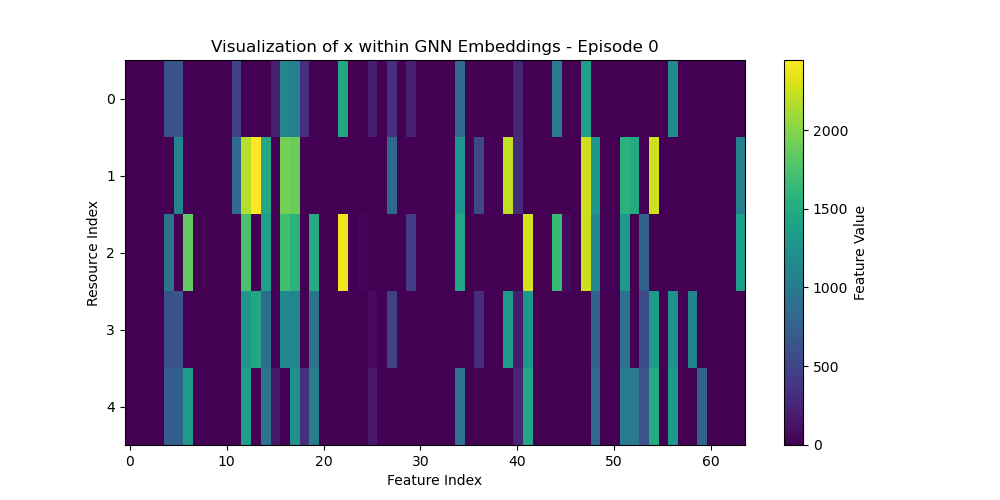 Visualization of x within GNN Embeddings - Episode 0
0
1
2
3
4
Resource Index
0 10 20 30 40 50 60
Feature Index
2000
1500
1000
500
0
Feature Value